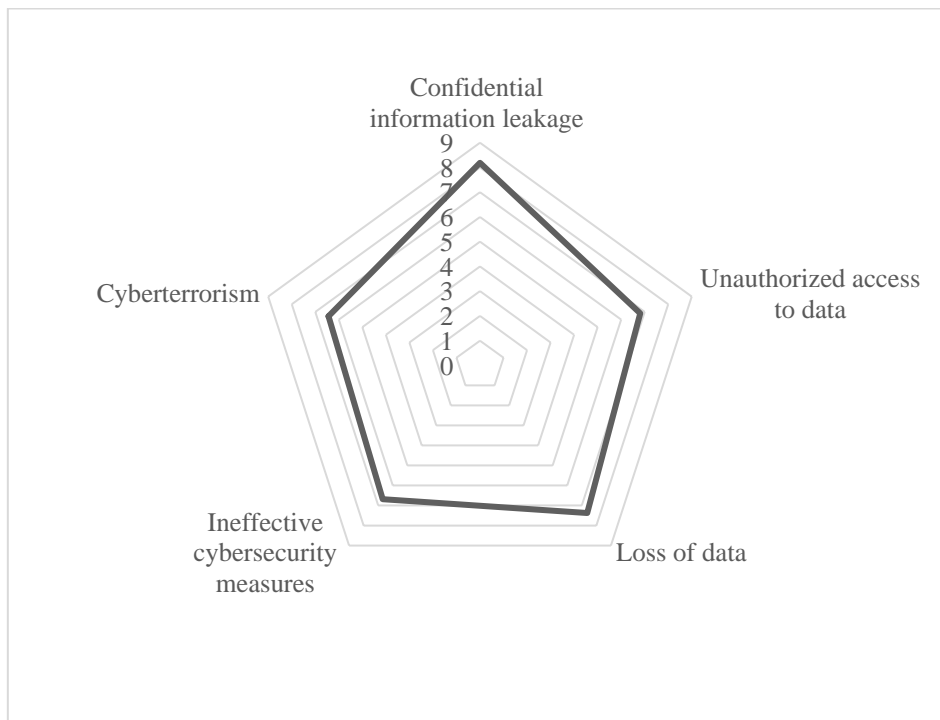 Confidential
information leakage
9
8
7
6
5
4
3
2
1
0
Unauthorized access
to data
Loss of data
Ineffective
cybersecurity
measures
Cyberterrorism